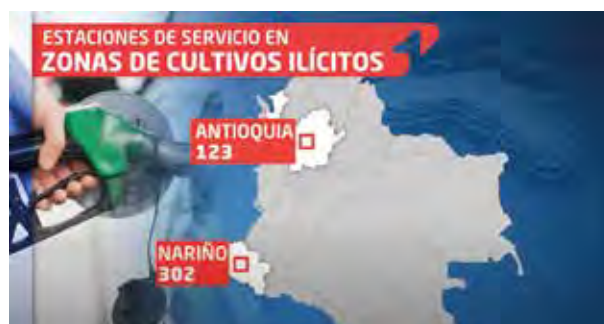 ESTACIONES DE SERVICIO EN
ZONAS DE CULTIVOS ILÍCITOS
ANTIOQUIA
123
NARIÑO
302